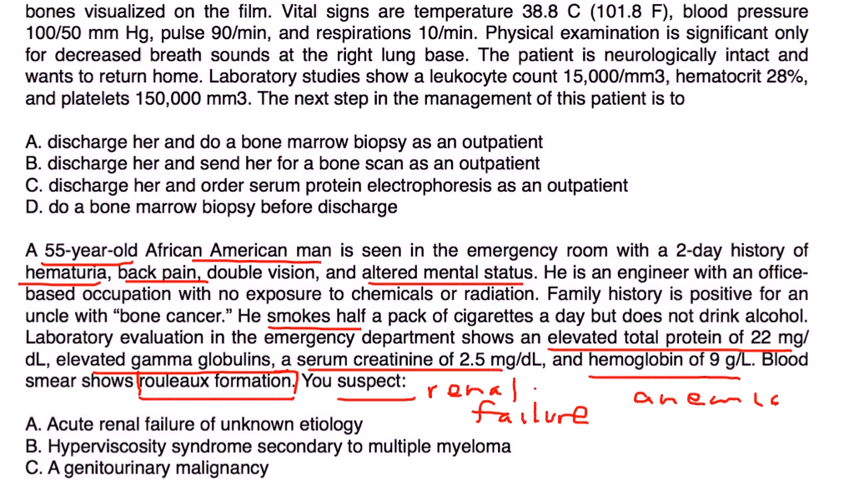 bones visualized on the film. Vital signs are temperature 38.8 C (101.8 F), blood pressure
100/50 mm Hg, pulse 90/min, and respirations 10/min. Physical examination is significant only
for decreased breath sounds at the right lung base. The patient is neurologically intact and
wants to return home. Laboratory studies show a leukocyte count 15,000/mm3, hematocrit 28%,
and platelets 150,000 mm3. The next step in the management of this patient is to
A. discharge her and do a bone marrow biopsy as an outpatient
B. discharge her and send her for a bone scan as an outpatient
C. discharge her and order serum protein electrophoresis as an outpatient
D. do a bone marrow biopsy before discharge
A 55-year-old African American man is seen in the emergency room with a 2-day history of
hematuria, back pain, double vision, and altered mental status. He is an engineer with an office-
based occupation with no exposure to chemicals or radiation. Family history is positive for an
uncle with “bone cancer.” He smokes half a pack of cigarettes a day but does not drink alcohol.
Laboratory evaluation in the emergency department shows an elevated total protein of 22 mg/
dL, elevated gamma globulins, a serum creatinine of 2.5 mg/dL, and hemoglobin of 9 g/L. Blood
smear shows rouleaux formation. You suspect:
renal
failure
anemic
A. Acute renal failure of unknown etiology
B. Hyperviscosity syndrome secondary to multiple myeloma
C. A genitourinary malignancy